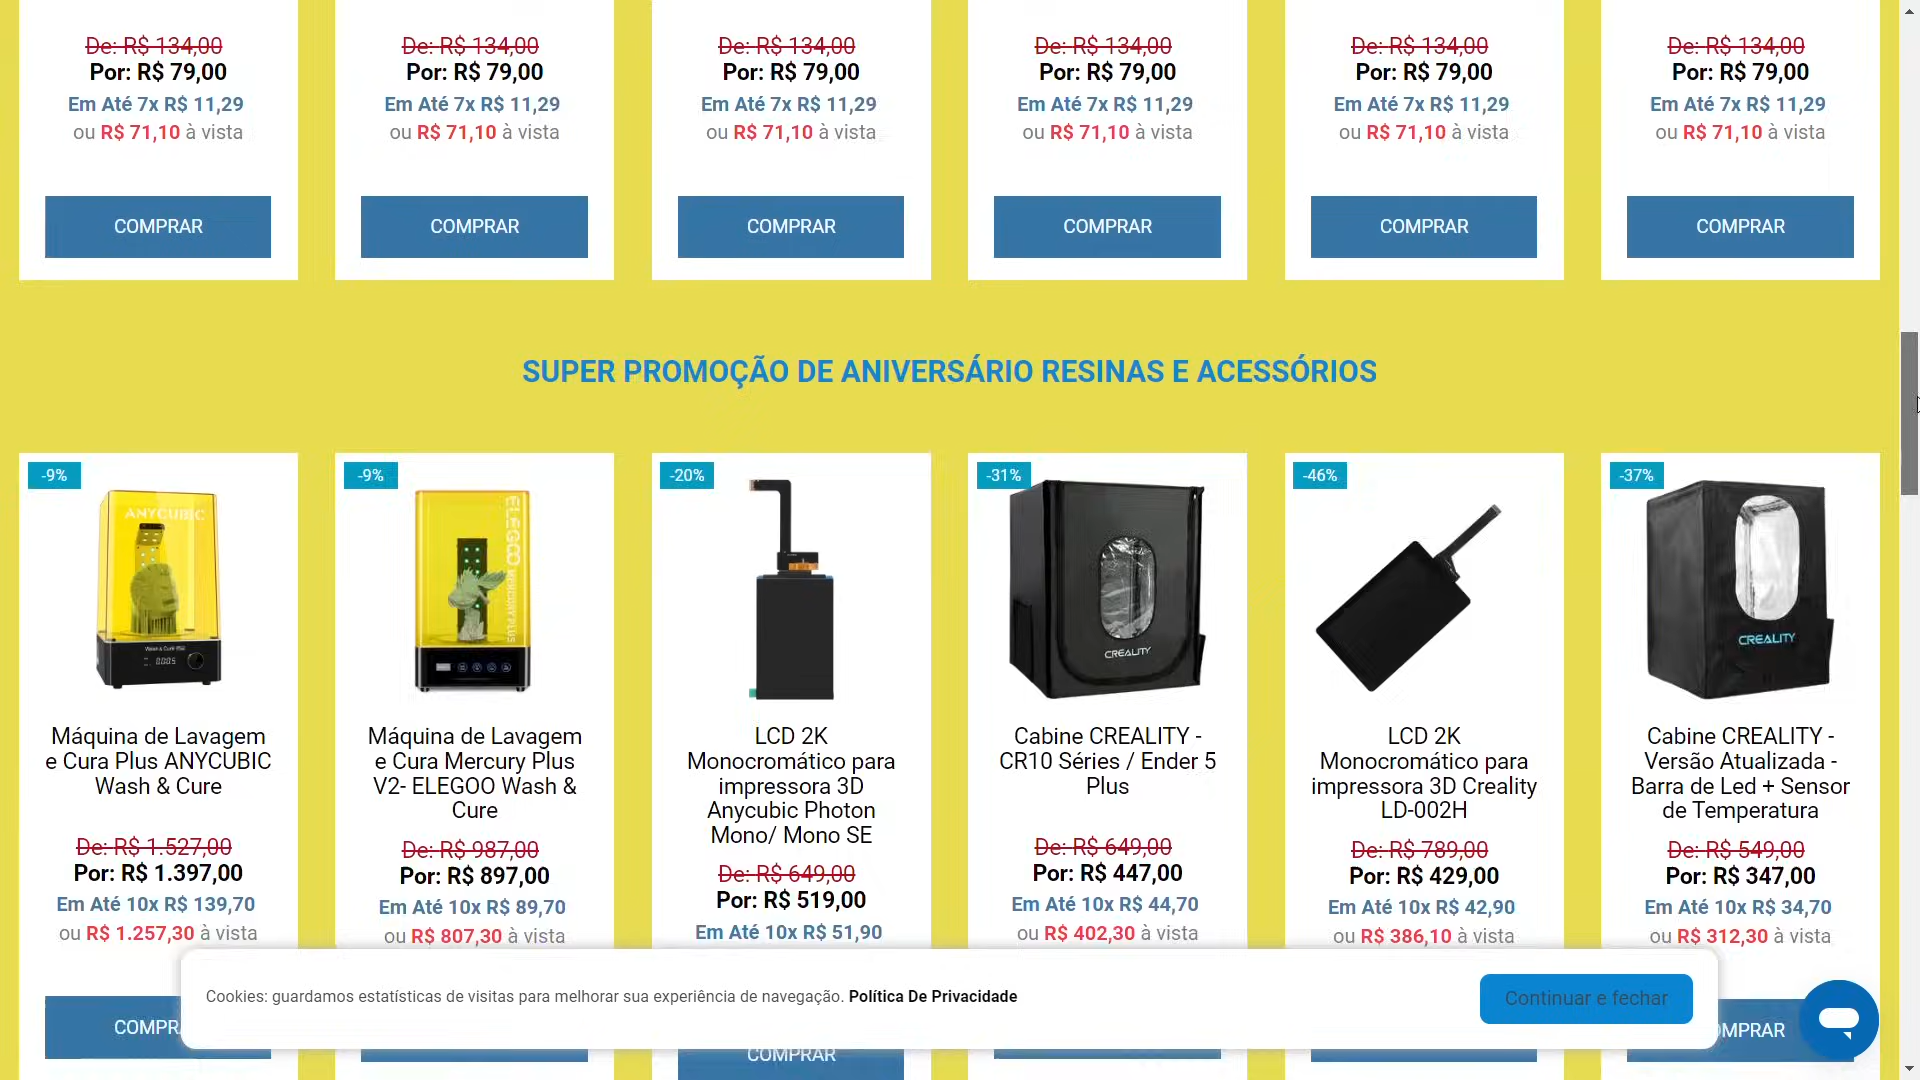 De: R$ 134,00 De: R$ 134,00 De: R$ 134,00 De: R$ 134,00 De: R$ 134,00 De: R$ 134,00
Por: R$ 79,00 Por: R$ 79,00 Por: R$ 79,00 Por: R$ 79,00 Por: R$ 79,00 Por: R$ 79,00
Em Até 7x R$ 11,29 Em Até 7x R$ 11,29 Em Até 7x R$ 11,29 Em Até 7x R$ 11,29 Em Até 7x R$ 11,29 Em Até 7x R$ 11,29
ou R$ 71,10 à vista ou R$ 71,10 à vista ou R$ 71,10 à vista ou R$ 71,10 à vista ou R$ 71,10 à vista ou R$ 71,10 à vista
COMPRAR COMPRAR COMPRAR COMPRAR COMPRAR COMPRAR
SUPER PROMOÇÃO DE ANIVERSÁRIO RESINAS E ACESSÓRIOS
-9%
ANYCUBIC
Wash & Cure Plus
Máquina de Lavagem
e Cura Plus ANYCUBIC
Wash & Cure
De: R$ 1.527,00
Por: R$ 1.397,00
Em Até 10x R$ 139,70
ou R$ 1.257,30 à vista
COMPR
-9%
ELEGOO MERCURY PLUS
Máquina de Lavagem
e Cura Mercury Plus
V2- ELEGOO Wash &
Cure
De: R$ 987,00
Por: R$ 897,00
Em Até 10x R$ 89,70
ou R$ 807,30 à vista
-20%
LCD 2K
Monocromático para
impressora 3D
Anycubic Photon
Mono/ Mono SE
De: R$ 649,00
Por: R$ 519,00
Em Até 10x R$ 51,90
COMPRAR
-31%
CREALITY
Cabine CREALITY -
CR10 Séries / Ender 5
Plus
De: R$ 649,00
Por: R$ 447,00
Em Até 10x R$ 44,70
ou R$ 402,30 à vista
-46%
LCD 2K
Monocromático para
impressora 3D Creality
LD-002H
De: R$ 789,00
Por: R$ 429,00
Em Até 10x R$ 42,90
ou R$ 386,10 à vista
-37%
CREALITY
Cabine CREALITY -
Versão Atualizada -
Barra de Led + Sensor
de Temperatura
De: R$ 549,00
Por: R$ 347,00
Em Até 10x R$ 34,70
ou R$ 312,30 à vista
OMPRAR
Cookies: guardamos estatísticas de visitas para melhorar sua experiência de navegação. Política De Privacidade
Continuar e fechar